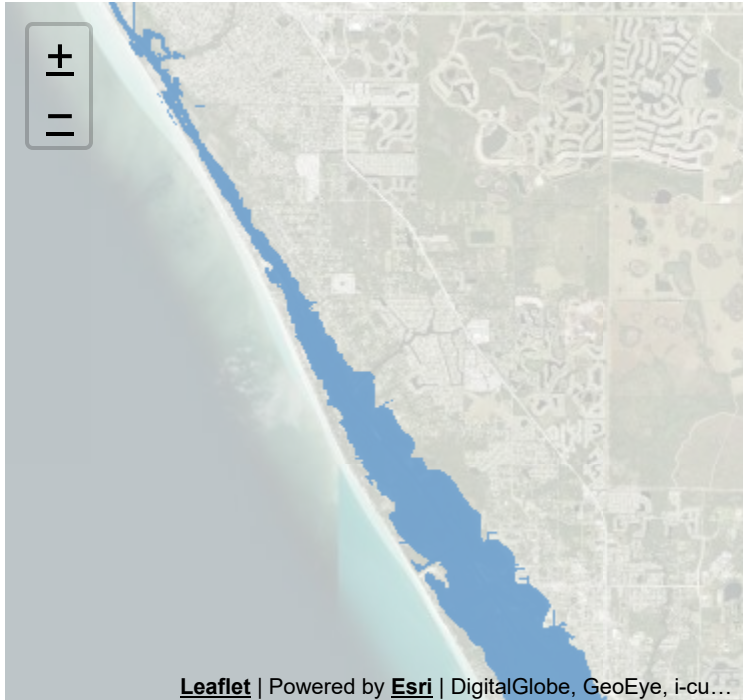 +
−
Leaflet | Powered by Esri | DigitalGlobe, GeoEye, i-cu…